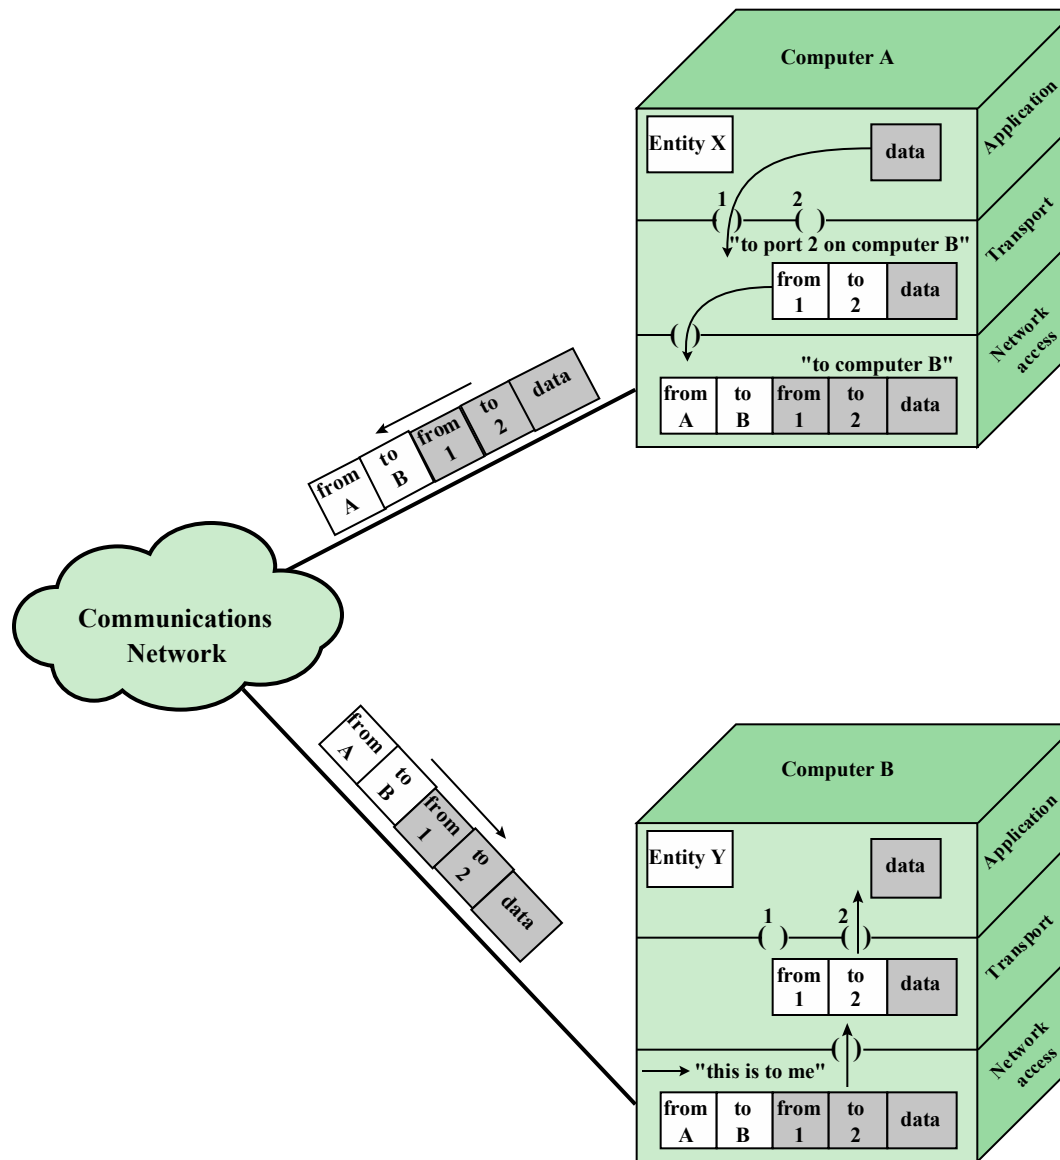 Computer A
Application
Entity X
data
1
2
Transport
"to port 2 on computer B"
from
1
to
2
data
Network
access
"to computer B"
from
A
to
B
from
1
to
2
data
from
A
to
B
from
1
to
2
data
Communications
Network
from
A
to
B
from
1
to
2
data
Computer B
Application
Entity Y
data
1
2
Transport
from
1
to
2
data
Network
access
"this is to me"
from
A
to
B
from
1
to
2
data